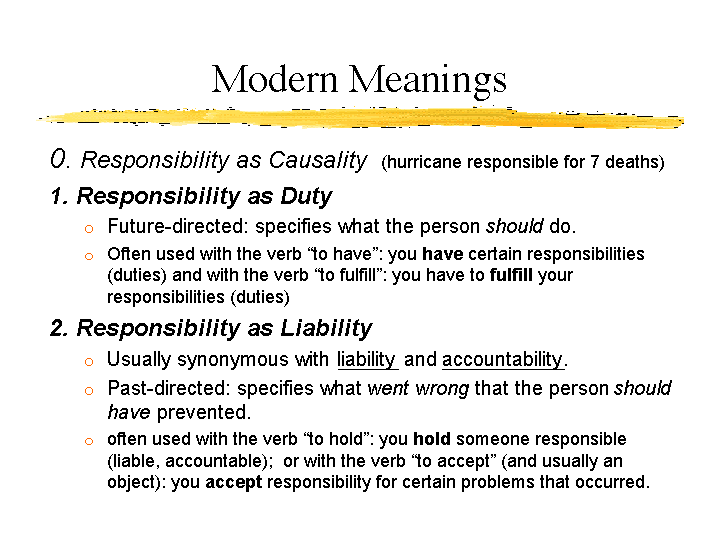 Modern Meanings
0. Responsibility as Causality (hurricane responsible for 7 deaths)
1. Responsibility as Duty
o Future-directed: specifies what the person should do.
o Often used with the verb “to have”: you have certain responsibilities
(duties) and with the verb “to fulfill”: you have to fulfill your
responsibilities (duties)
2. Responsibility as Liability
o Usually synonymous with liability and accountability.
o Past-directed: specifies what went wrong that the person should
have prevented.
o often used with the verb “to hold”: you hold someone responsible
(liable, accountable); or with the verb “to accept” (and usually an
object): you accept responsibility for certain problems that occurred.